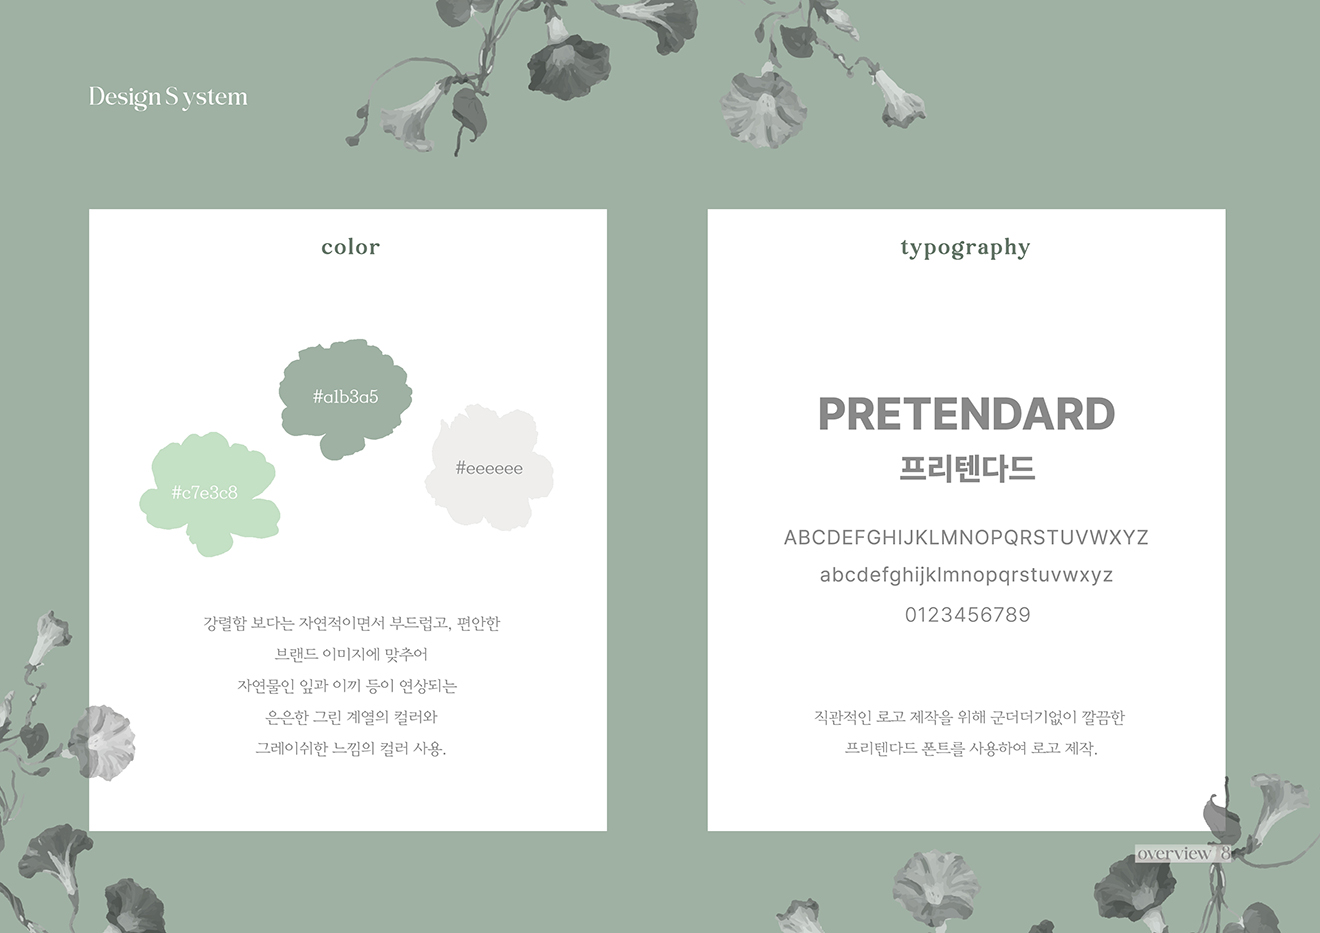 Design System
color
#a1b3a5
#eeeeee
#c7e3c8
강렬함 보다는 자연적이면서 부드럽고, 편안한
브랜드 이미지에 맞추어
자연물인 잎과 이끼 등이 연상되는
은은한 그린 계열의 컬러와
그레이쉬한 느낌의 컬러 사용.
typography
PRETENDARD
프리텐다드
ABCDEFGHIJKLMNOPQRSTUVWXYZ
abcdefghijklmnopqrstuvwxyz
0123456789
직관적인 로고 제작을 위해 군더더기없이 깔끔한
프리텐다드 폰트를 사용하여 로고 제작.
overview 8